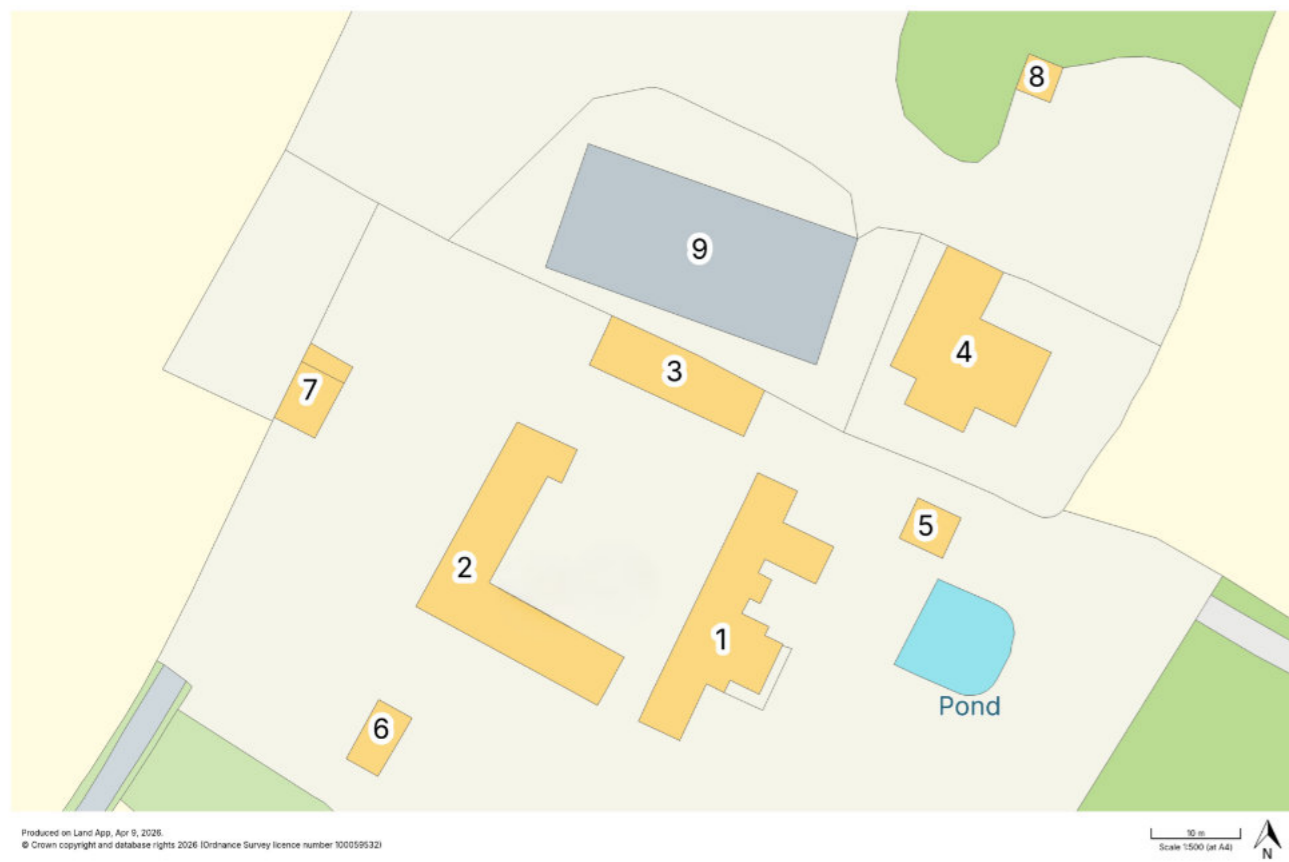 8
9
4
3
7
5
2
1
Pond
6
Produced on Land App, Apr 9, 2026.
© Crown copyright and database rights 2026 (Ordnance Survey licence number 100059532)
10 m
Scale 1:500 (at A4)
N